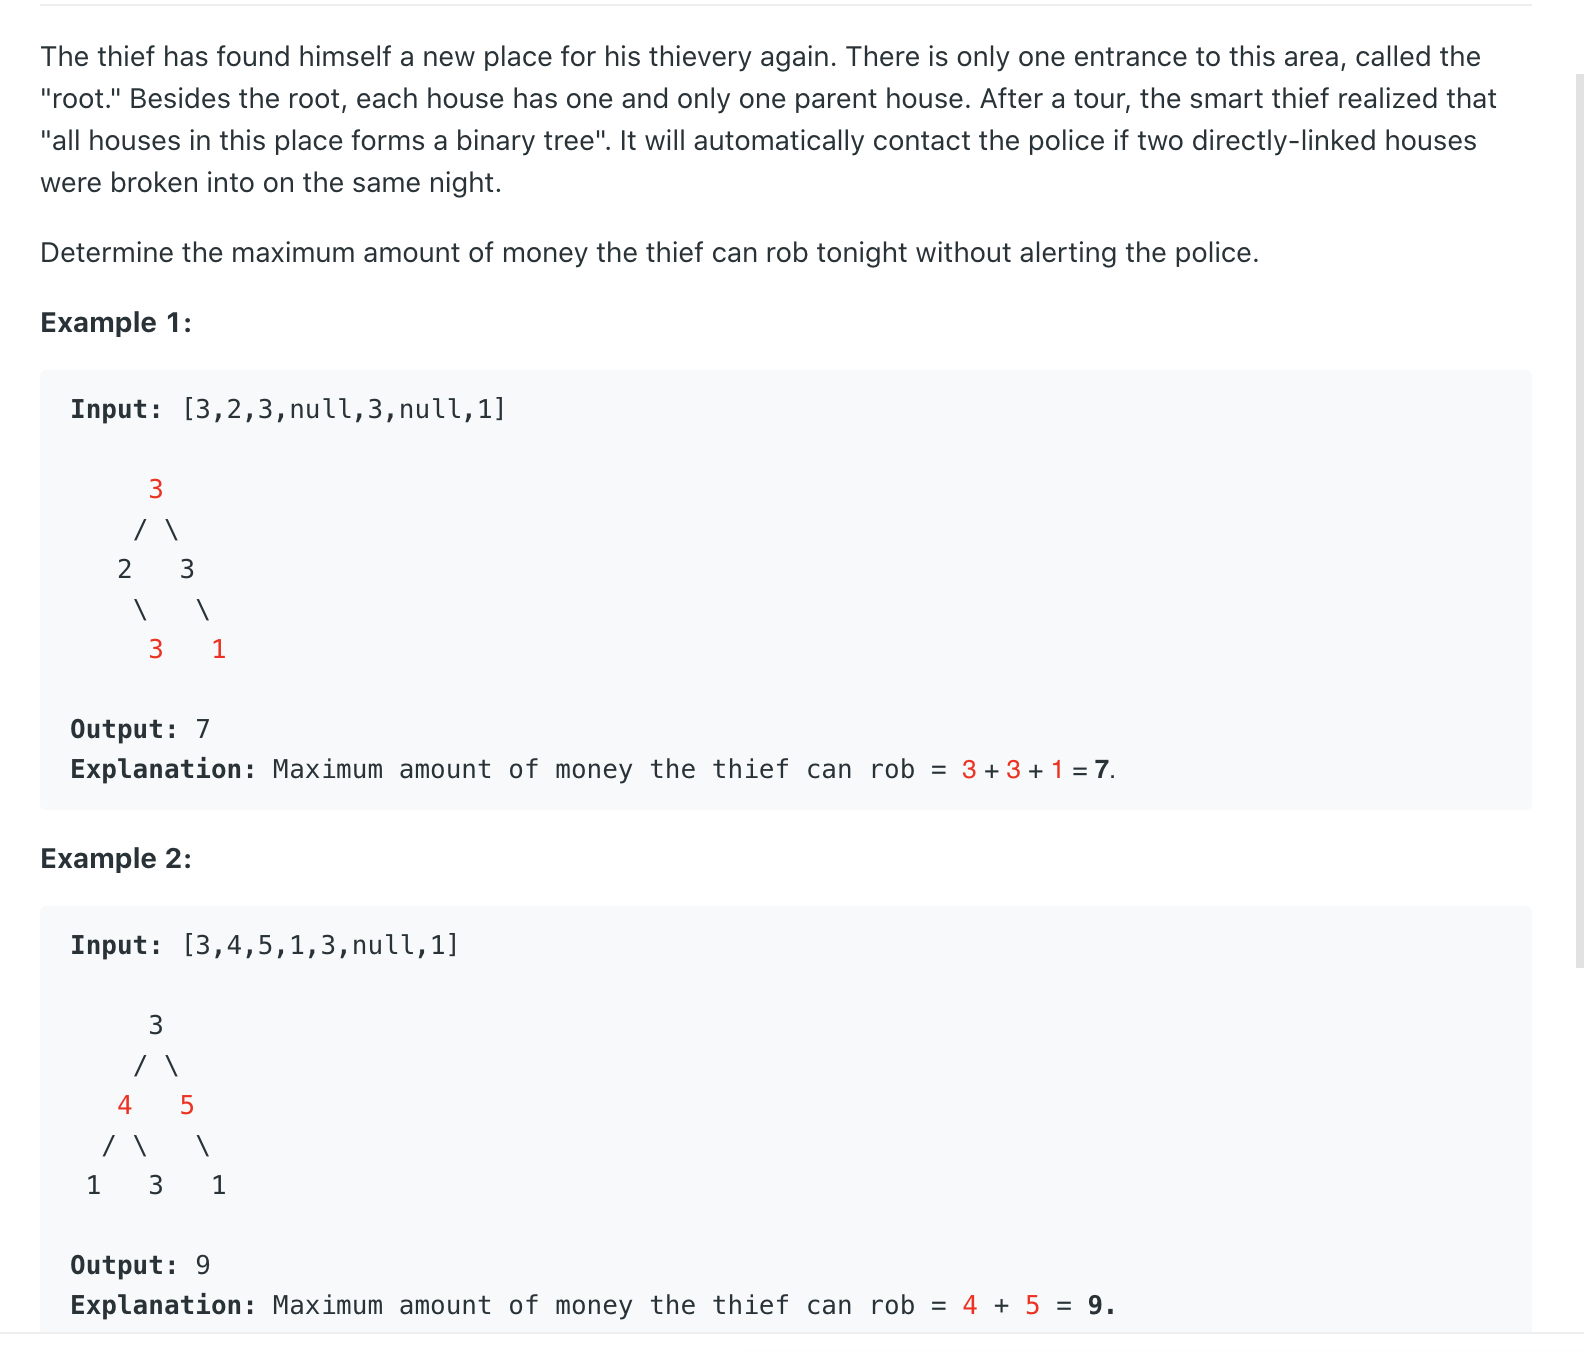 The thief has found himself a new place for his thievery again. There is only one entrance to this area, called the
"root." Besides the root, each house has one and only one parent house. After a tour, the smart thief realized that
"all houses in this place forms a binary tree". It will automatically contact the police if two directly-linked houses
were broken into on the same night.
Determine the maximum amount of money the thief can rob tonight without alerting the police.
Example 1:
Input: [3,2,3,null,3,null,1]
     3
    / \
   2   3
    \   \
     3   1
Output: 7
Explanation: Maximum amount of money the thief can rob = 3 + 3 + 1 = 7.
Example 2:
Input: [3,4,5,1,3,null,1]
     3
    / \
   4   5
  / \   \
 1   3   1
Output: 9
Explanation: Maximum amount of money the thief can rob = 4 + 5 = 9.